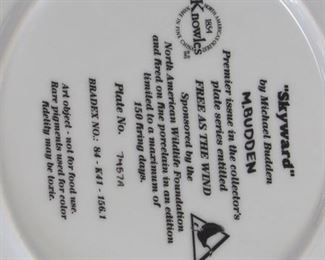 "Skyward"
by Michael Budden
M.BUDDEN
Premier issue in the collector's
plate series entitled
FREE AS THE WIND
Sponsored by the
North American Wildlife Foundation
and fired on fine porcelain in an edition
limited to a maximum of
150 firing days.
Plate No. 7457A
BRADEX NO.: 84 - K41 - 156.1
Art object - not for food use.
Rare pigments used for color
fidelity may be toxic.
Knowles
1854